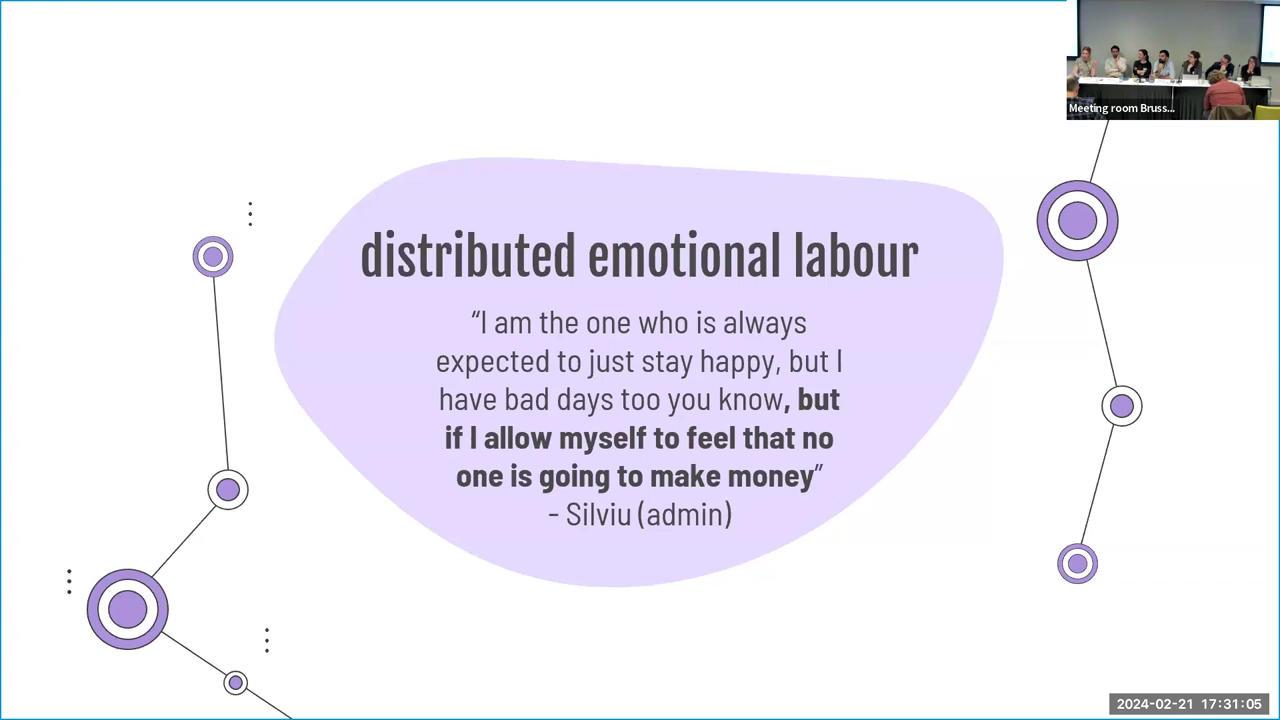 Meeting room Bruss...
distributed emotional labour
“I am the one who is always
expected to just stay happy, but I
have bad days too you know, but
if I allow myself to feel that no
one is going to make money”
- Silviu (admin)
2024-02-21 17:31:05